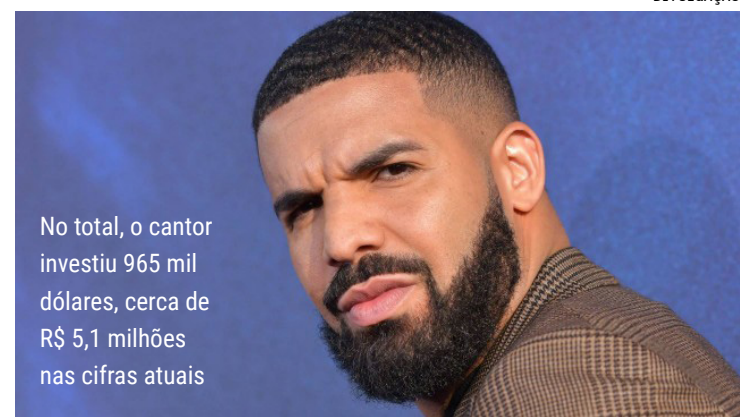 No total, o cantor
investiu 965 mil
dólares, cerca de
R$ 5,1 milhões
nas cifras atuais